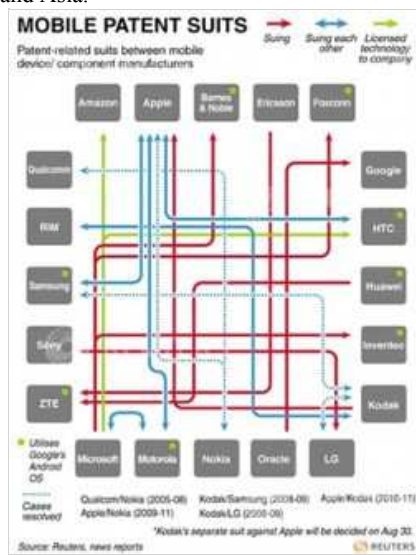 and Asia.
MOBILE PATENT SUITS
Patent-related suits between mobile
device/ component manufacturers
Suing
Suing each
other
Licensed
technology
to company
Amazon
Apple
Barnes
& Noble
Ericsson
Foxconn
Qualcomm
Google
RIM
HTC
Samsung
Huawei
Sony
Inventec
ZTE
Kodak
Microsoft
Motorola
Nokia
Oracle
LG
Utilises
Google's
Android
OS
Cases
resolved
Qualcomm/Nokia (2005-08)
Apple/Nokia (2009-11)
Kodak/Samsung (2008-09)
Kodak/LG (2008-09)
Apple/Kodak (2010-11)
*Kodak's separate suit against Apple will be decided on Aug 30.
Source: Reuters, news reports
REUTERS